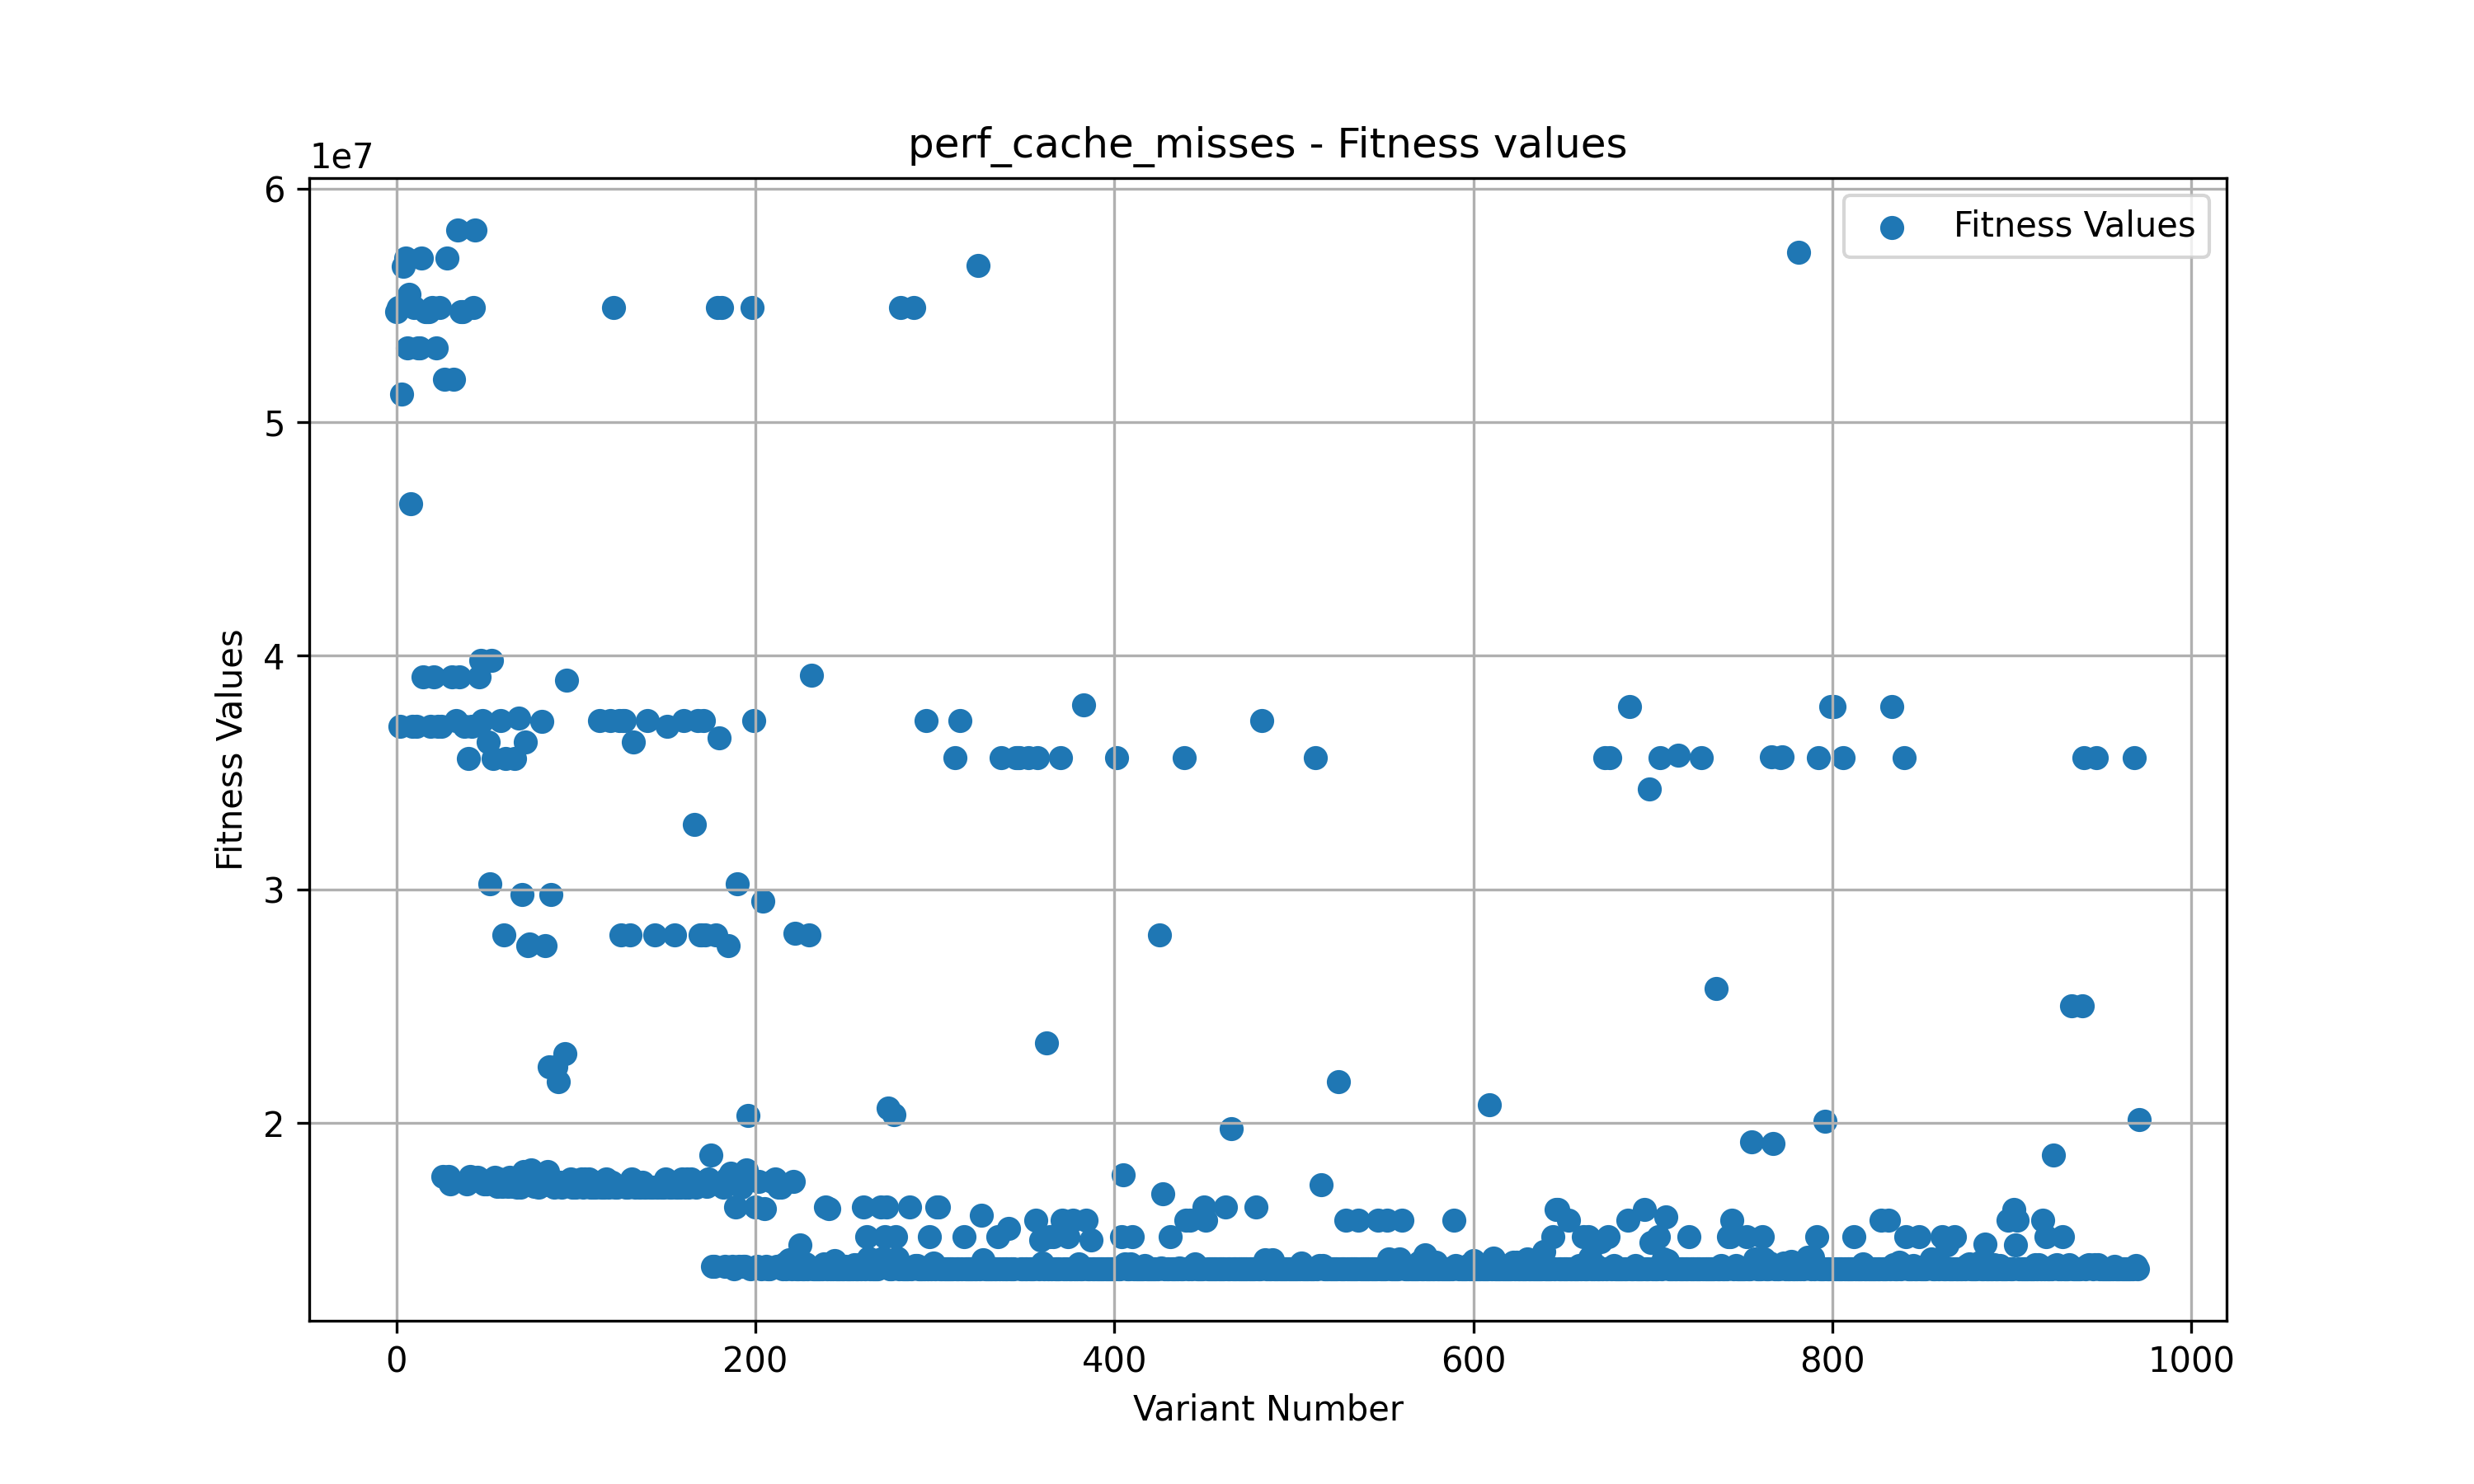 perf_cache_misses - Fitness values
1e7
Fitness Values
6
5
4
3
2
Fitness Values
0 200 400 600 800 1000
Variant Number